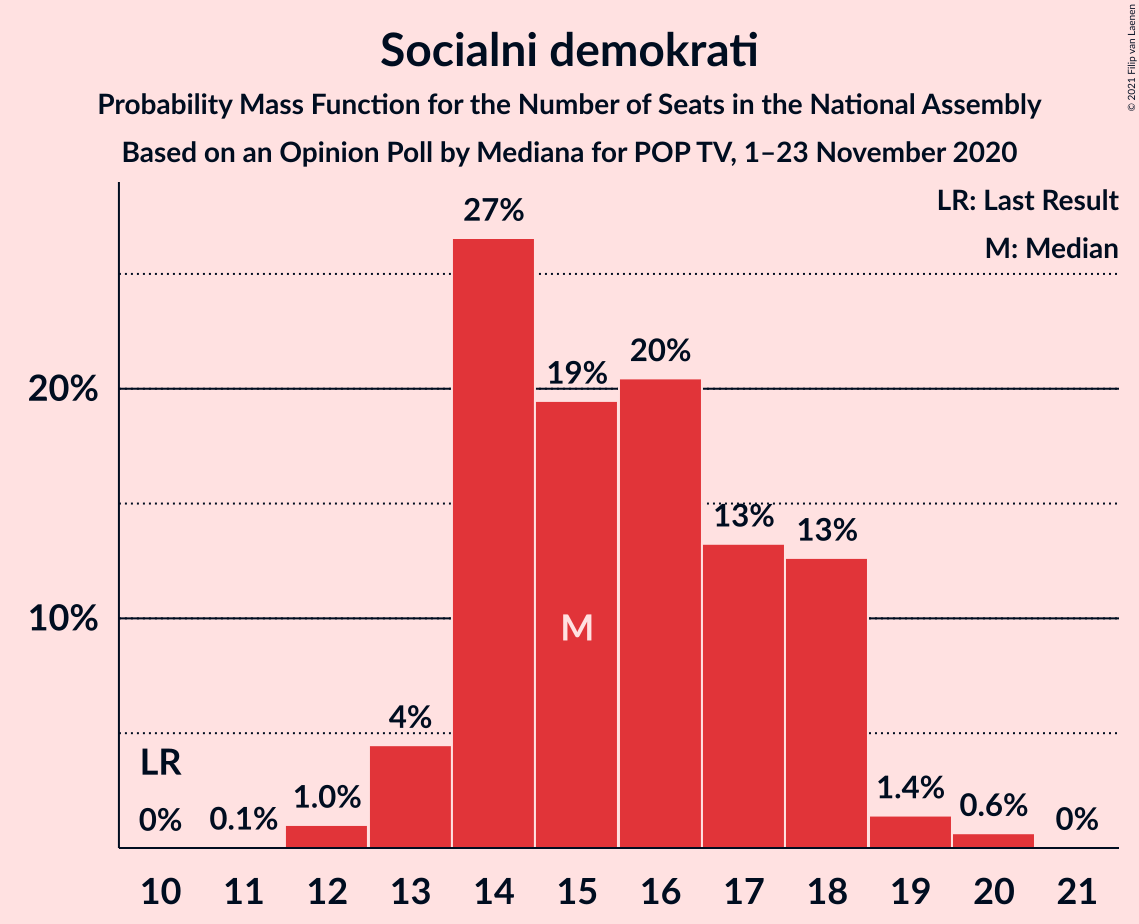 Socialni demokrati
Probability Mass Function for the Number of Seats in the National Assembly
Based on an Opinion Poll by Mediana for POP TV, 1–23 November 2020
© 2021 Filip van Laenen
LR: Last Result
M: Median
27%
20%
19%
20%
13%
13%
10%
M
4%
LR
0%
0.1%
1.0%
1.4%
0.6%
0%
10 11 12 13 14 15 16 17 18 19 20 21